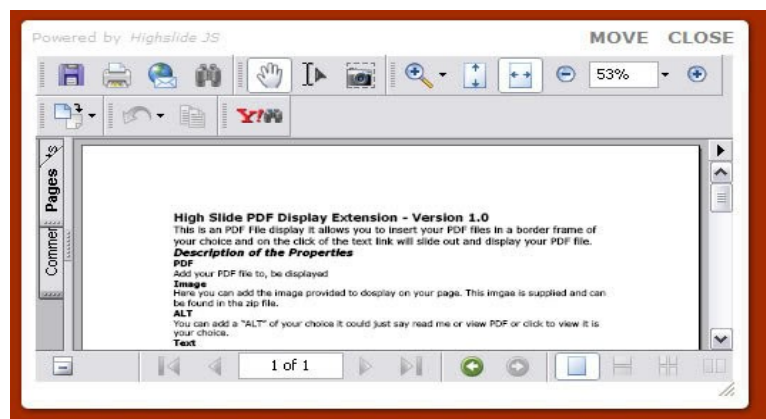 Powered by Highslide JS
MOVE CLOSE
53%
Y!
Pages
Commen
High Slide PDF Display Extension - Version 1.0
This is an PDF File display it allows you to insert your PDF files in a border frame of
your choice and on the click of the text link will slide out and display your PDF file.
Description of the Properties
PDF
Add your PDF file to, be displayed
Image
Here you can add the image provided to dosplay on your page. This imgae is supplied and can
be found in the zip file.
ALT
You can add a "ALT" of your choice it could just say read me or view PDF or click to view it is
your choice.
Text
1 of 1